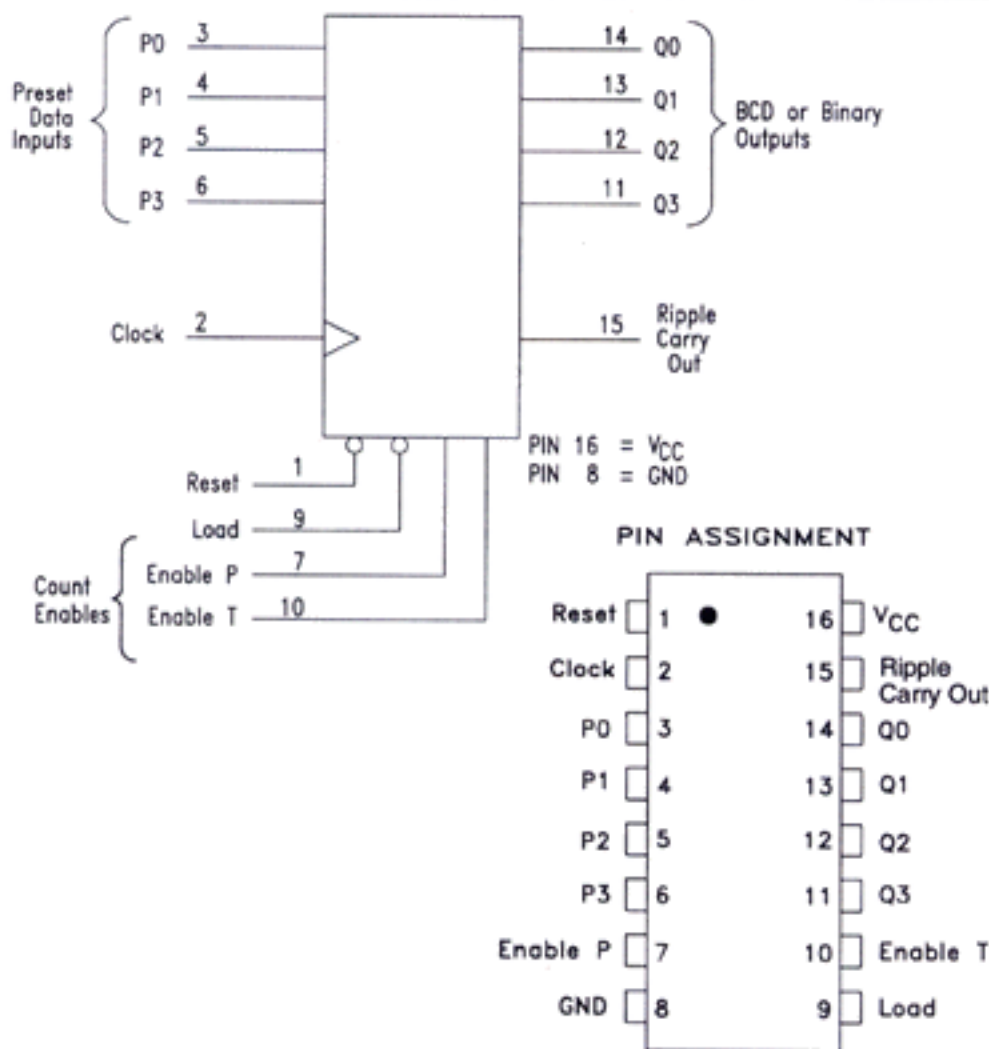 P0 3
P1 4
P2 5
P3 6
Preset
Data
Inputs
14 Q0
13 Q1
12 Q2
11 Q3
BCD or Binary
Outputs
Clock 2
15 Ripple
Carry
Out
PIN 16 = VCC
PIN 8 = GND
Reset 1
Load 9
Enable P 7
Enable T 10
Count
Enables
PIN ASSIGNMENT
Reset 1 16 VCC
Clock 2 15 Ripple
Carry Out
P0 3 14 Q0
P1 4 13 Q1
P2 5 12 Q2
P3 6 11 Q3
Enable P 7 10 Enable T
GND 8 9 Load